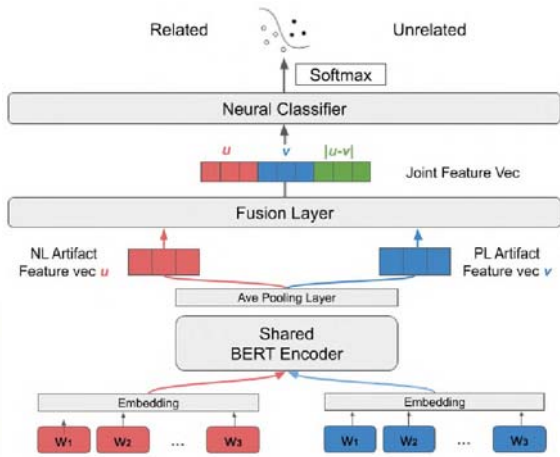 Related Unrelated
Softmax
Neural Classifier
u v |u-v|
Joint Feature Vec
Fusion Layer
NL Artifact
Feature vec u
PL Artifact
Feature vec v
Ave Pooling Layer
Shared
BERT Encoder
Embedding Embedding
W1 W2 ... W3 W1 W2 ... W3